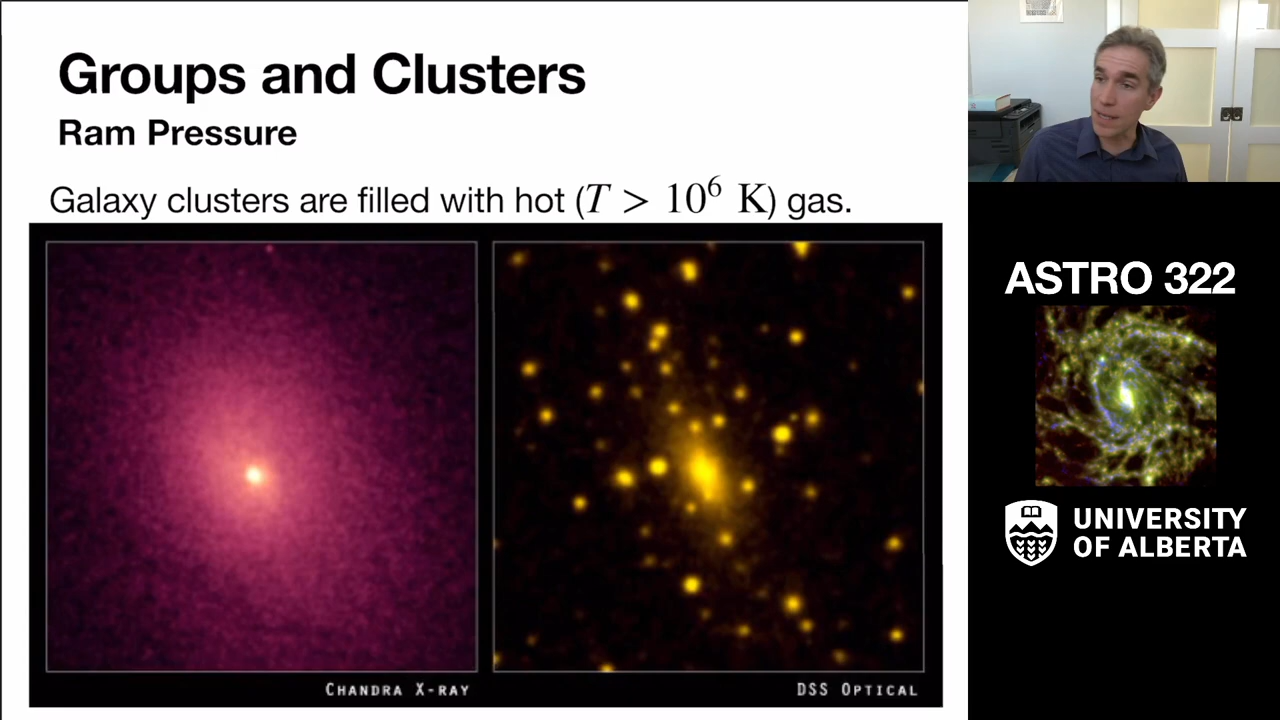 Groups and Clusters
Ram Pressure
Galaxy clusters are filled with hot (T > 10⁶ K) gas.
CHANDRA X-RAY
DSS OPTICAL
ASTRO 322
UNIVERSITY
OF ALBERTA